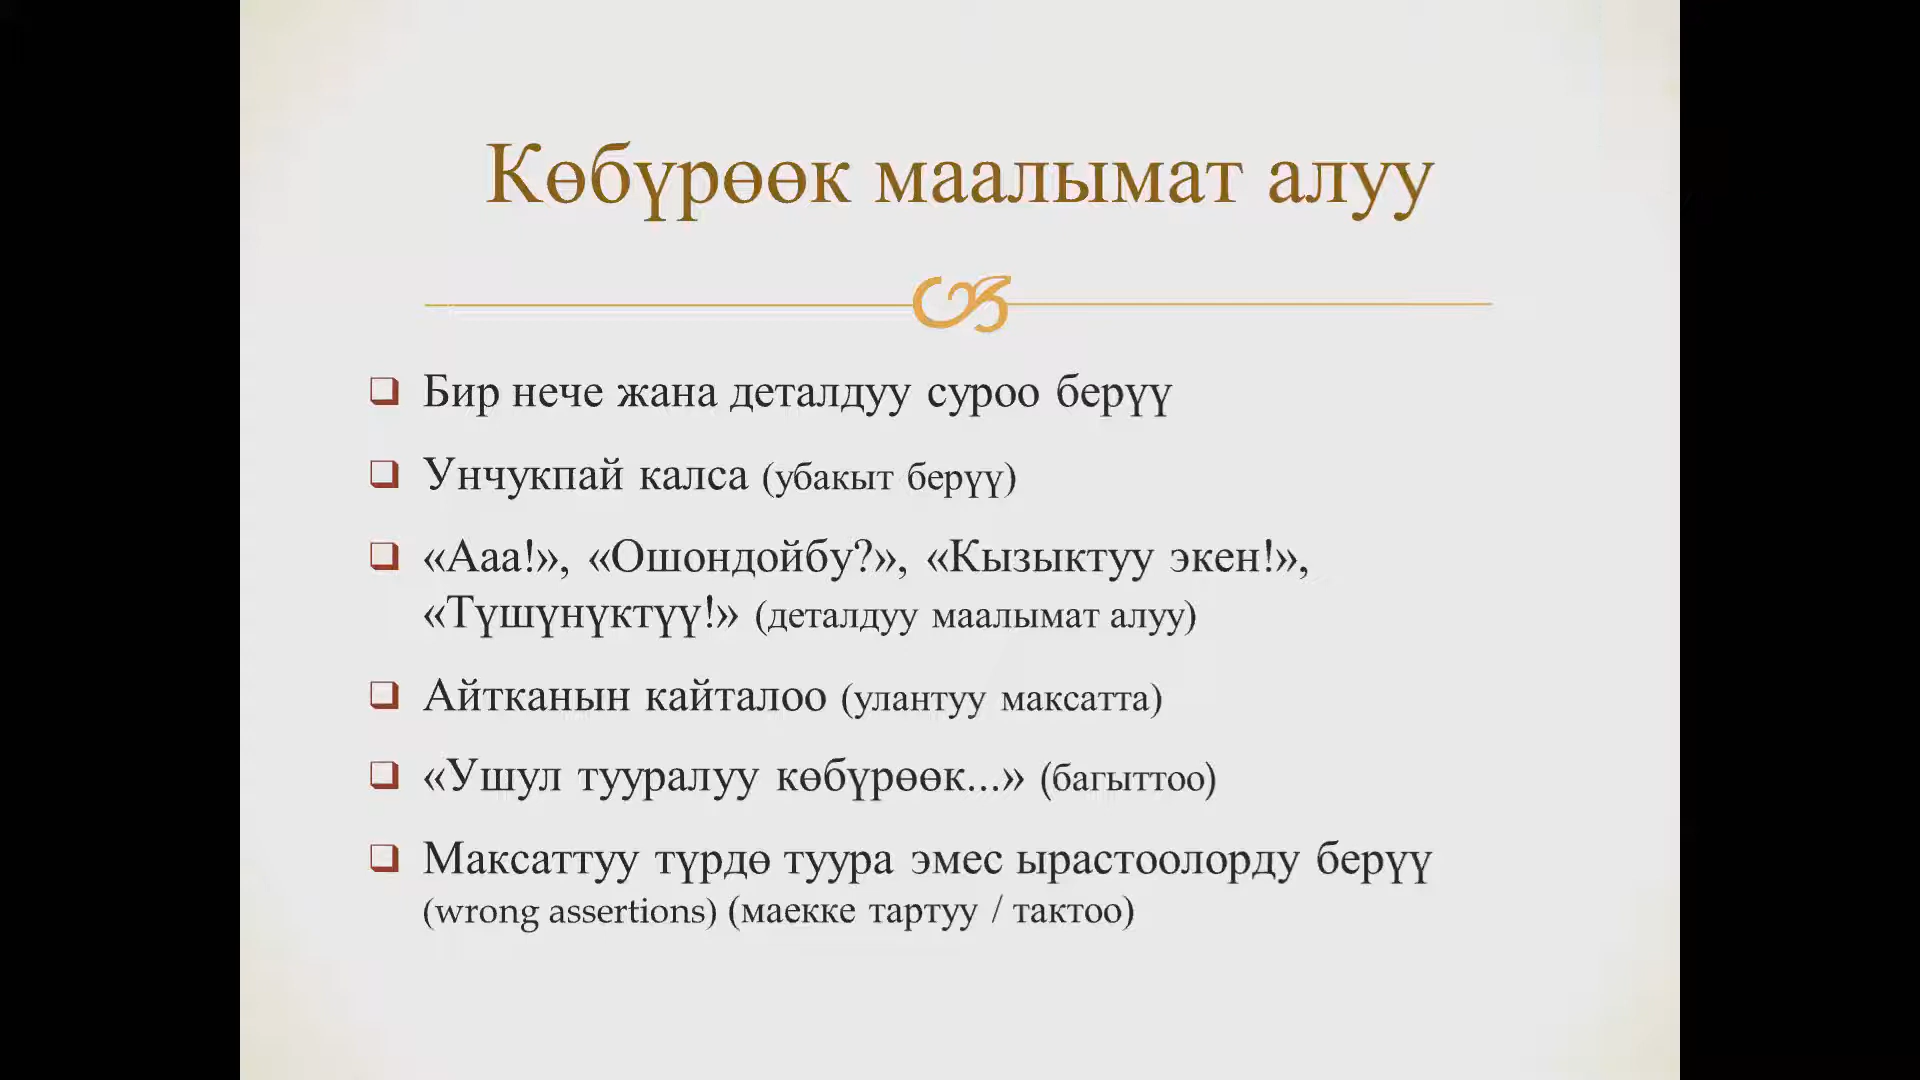 Көбүрөөк маалымат алуу
Бир нече жана деталдуу суроо берүү
Унчукпай калса (убакыт берүү)
«Ааа!», «Ошондойбу?», «Кызыктуу экен!»,
«Түшүнүктүү!» (деталдуу маалымат алуу)
Айтканын кайталоо (улантуу максатта)
«Ушул тууралуу көбүрөөк...» (багыттоо)
Максаттуу түрдө туура эмес ырастоолорду берүү
(wrong assertions) (маекке тартуу / тактоо)